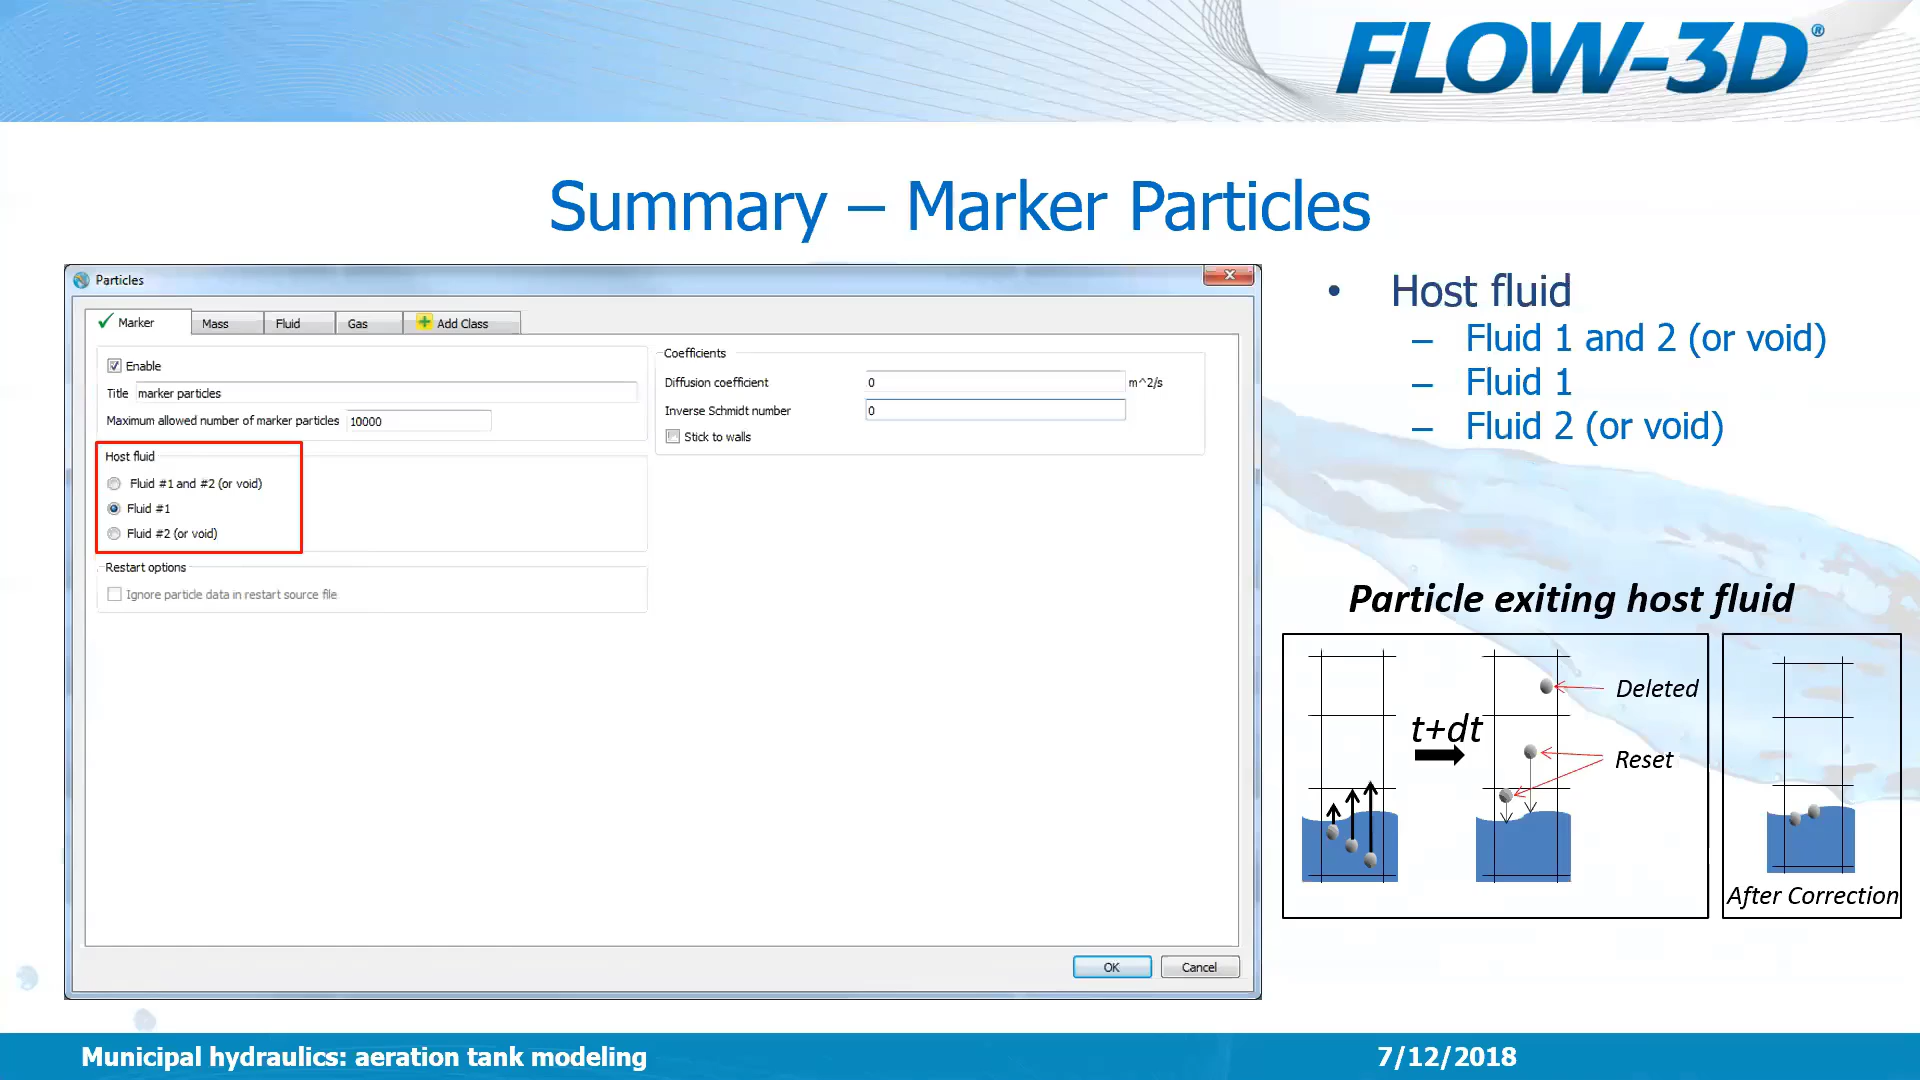 FLOW-3D®
Summary – Marker Particles
Particles
Marker
Mass
Fluid
Gas
Add Class
Enable
Title marker particles
Maximum allowed number of marker particles 10000
Host fluid
Fluid #1 and #2 (or void)
Fluid #1
Fluid #2 (or void)
Restart options
Ignore particle data in restart source file
Coefficients
Diffusion coefficient 0 m^2/s
Inverse Schmidt number 0
Stick to walls
OK
Cancel
• Host fluid
– Fluid 1 and 2 (or void)
– Fluid 1
– Fluid 2 (or void)
Particle exiting host fluid
t+dt
Deleted
Reset
After Correction
Municipal hydraulics: aeration tank modeling
7/12/2018